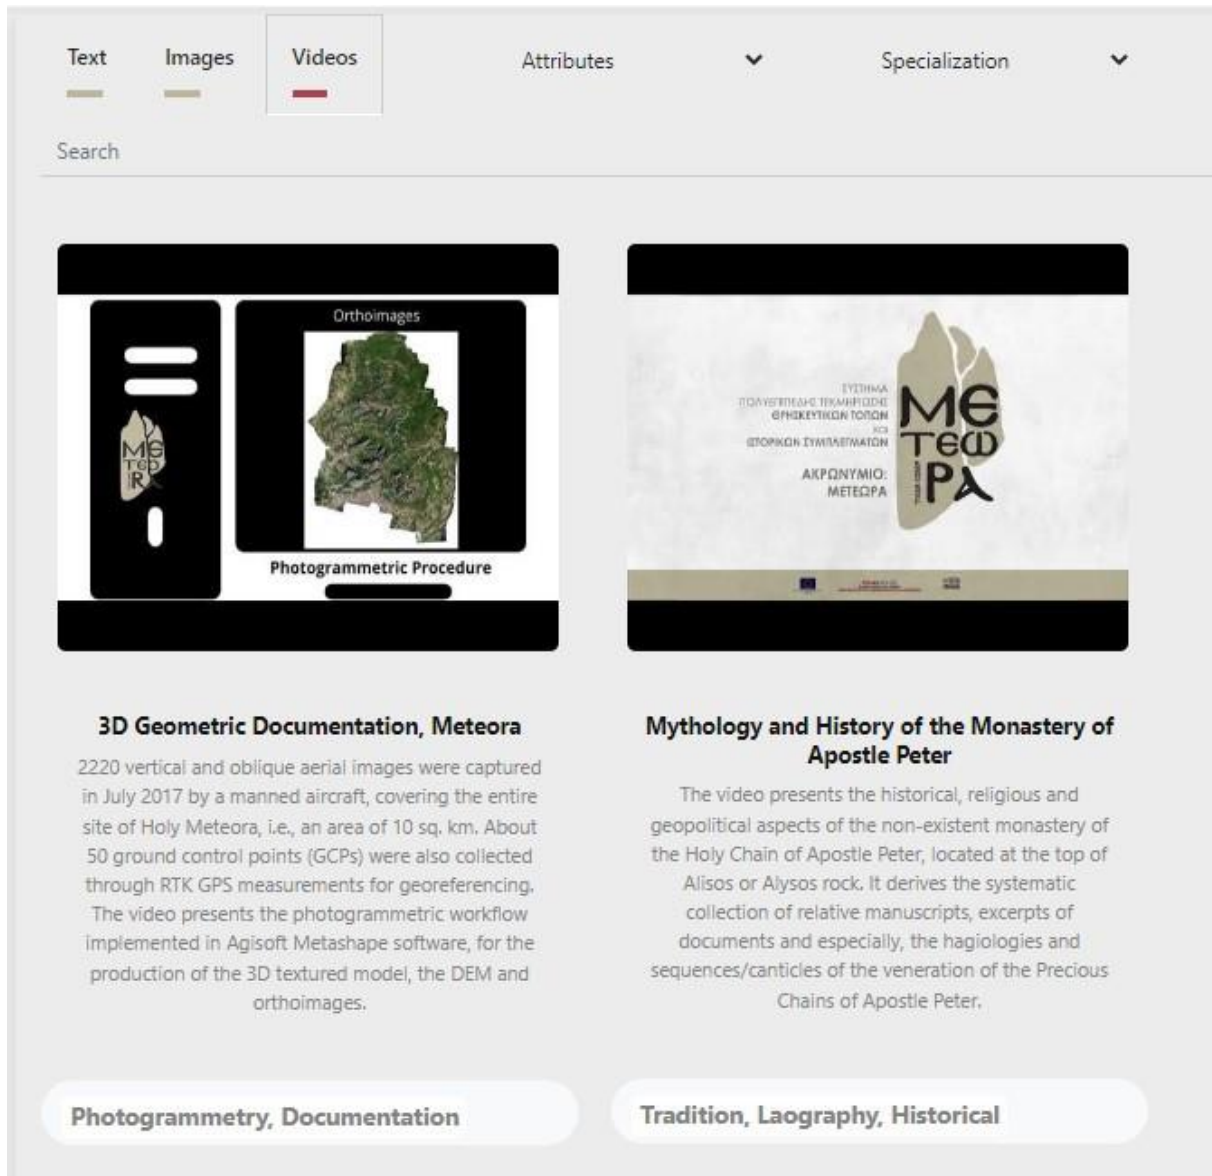 Text Images Videos Attributes Specialization
Search
Orthoimages
ΜΕ
ΤΕΩ
ΡΑ
Photogrammetric Procedure
ΣΥΣΤΗΜΑ
ΠΟΛΥΕΠΙΠΕΔΗΣ ΤΕΚΜΗΡΙΩΣΗΣ
ΘΡΗΣΚΕΥΤΙΚΩΝ ΤΟΠΩΝ
ΚΑΙ
ΙΣΤΟΡΙΚΩΝ ΣΥΜΠΛΕΓΜΑΤΩΝ
ΑΚΡΩΝΥΜΙΟ:
ΜΕΤΕΩΡΑ
ΜΕ
ΤΕΩ
ΡΑ
3D Geometric Documentation, Meteora
2220 vertical and oblique aerial images were captured
in July 2017 by a manned aircraft, covering the entire
site of Holy Meteora, i.e., an area of 10 sq. km. About
50 ground control points (GCPs) were also collected
through RTK GPS measurements for georeferencing.
The video presents the photogrammetric workflow
implemented in Agisoft Metashape software, for the
production of the 3D textured model, the DEM and
orthoimages.
Photogrammetry, Documentation
Mythology and History of the Monastery of
Apostle Peter
The video presents the historical, religious and
geopolitical aspects of the non-existent monastery of
the Holy Chain of Apostle Peter, located at the top of
Alisos or Alysos rock. It derives the systematic
collection of relative manuscripts, excerpts of
documents and especially, the hagiologies and
sequences/canticles of the veneration of the Precious
Chains of Apostle Peter.
Tradition, Laography, Historical